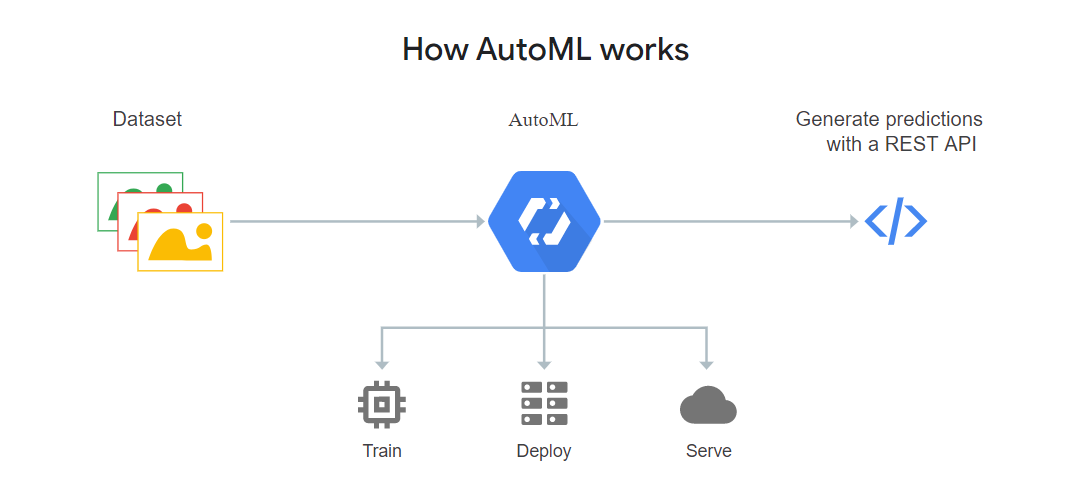 How AutoML works
Dataset
AutoML
Generate predictions
with a REST API
Train
Deploy
Serve